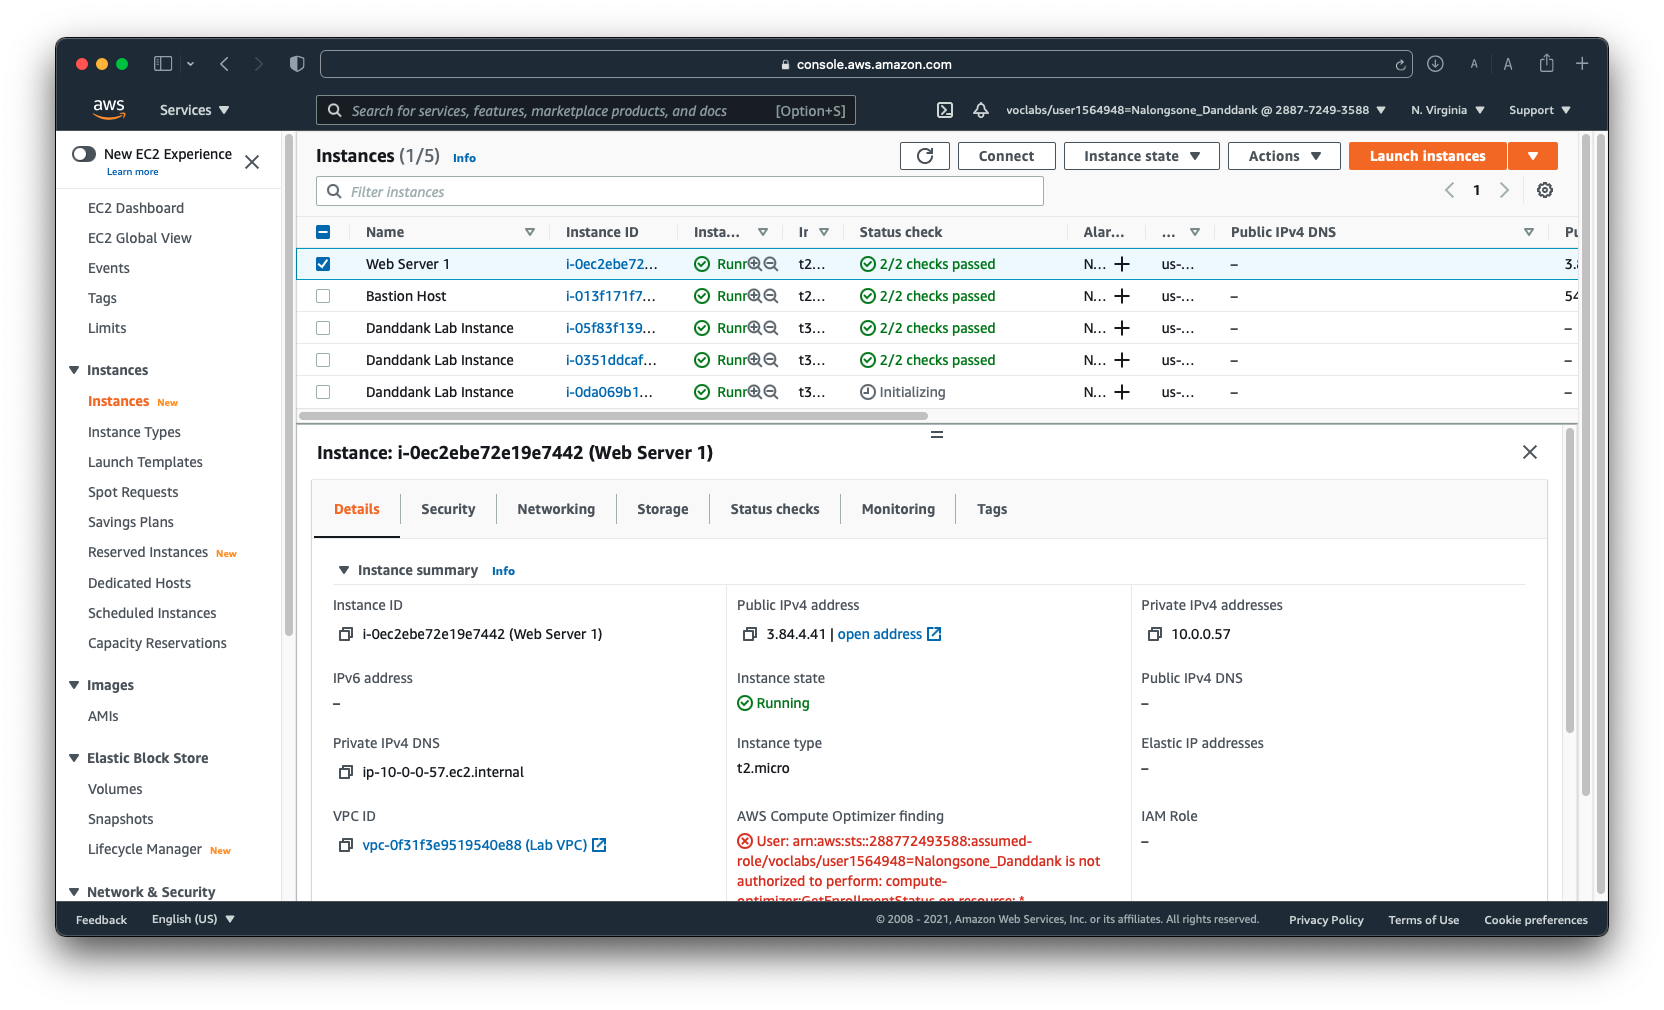 console.aws.amazon.com
A A
aws Services Search for services, features, marketplace products, and docs [Option+S] voclabs/user1564948=Nalongsone_Danddank @ 2887-7249-3588 N. Virginia Support
New EC2 Experience
Learn more
EC2 Dashboard
EC2 Global View
Events
Tags
Limits
Instances
Instances New
Instance Types
Launch Templates
Spot Requests
Savings Plans
Reserved Instances New
Dedicated Hosts
Scheduled Instances
Capacity Reservations
Images
AMIs
Elastic Block Store
Volumes
Snapshots
Lifecycle Manager New
Network & Security
Instances (1/5) Info
Connect Instance state Actions Launch instances
Filter instances
1
Name Instance ID Insta... Status check Alar... ... Public IPv4 DNS
Web Server 1 i-0ec2ebe72... Runr t2... 2/2 checks passed N... us-... –
Bastion Host i-013f171f7... Runr t2... 2/2 checks passed N... us-... – 54
Danddank Lab Instance i-05f83f139... Runr t3... 2/2 checks passed N... us-... – –
Danddank Lab Instance i-0351ddcaf... Runr t3... 2/2 checks passed N... us-... – –
Danddank Lab Instance i-0da069b1... Runr t3... Initializing N... us-... – –
Instance: i-0ec2ebe72e19e7442 (Web Server 1)
Details Security Networking Storage Status checks Monitoring Tags
Instance summary Info
Instance ID
i-0ec2ebe72e19e7442 (Web Server 1)
Public IPv4 address
3.84.4.41 | open address
Private IPv4 addresses
10.0.0.57
IPv6 address
–
Instance state
Running
Public IPv4 DNS
–
Private IPv4 DNS
ip-10-0-0-57.ec2.internal
Instance type
t2.micro
Elastic IP addresses
–
VPC ID
vpc-0f31f3e9519540e88 (Lab VPC)
AWS Compute Optimizer finding
User: arn:aws:sts::288772493588:assumed-
role/voclabs/user1564948=Nalongsone_Danddank is not
authorized to perform: compute-
optimizer:GetEnrollmentStatus on resource: *
IAM Role
–
Feedback English (US) © 2008 - 2021, Amazon Web Services, Inc. or its affiliates. All rights reserved. Privacy Policy Terms of Use Cookie preferences